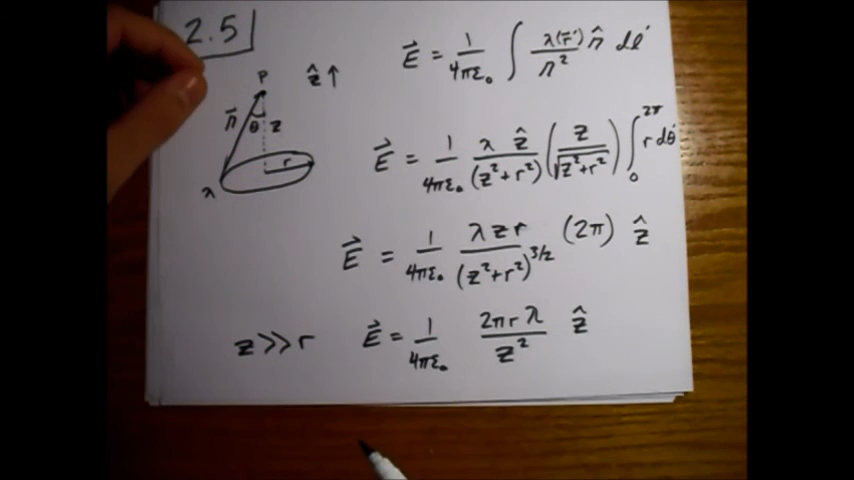 2.5
E⃗ = 1/4πε₀ ∫ λ(r⃗')/𝓇² 𝓇̂ dl'
P ẑ↑
𝓇⃗ θ z
r
λ
E⃗ = 1/4πε₀ λ ẑ/(z²+r²) (z/√z²+r²) ∫₀^2π r dθ'
E⃗ = 1/4πε₀ λzr/(z²+r²)^3/2 (2π) ẑ
z>>r E⃗ = 1/4πε₀ 2πrλ/z² ẑ